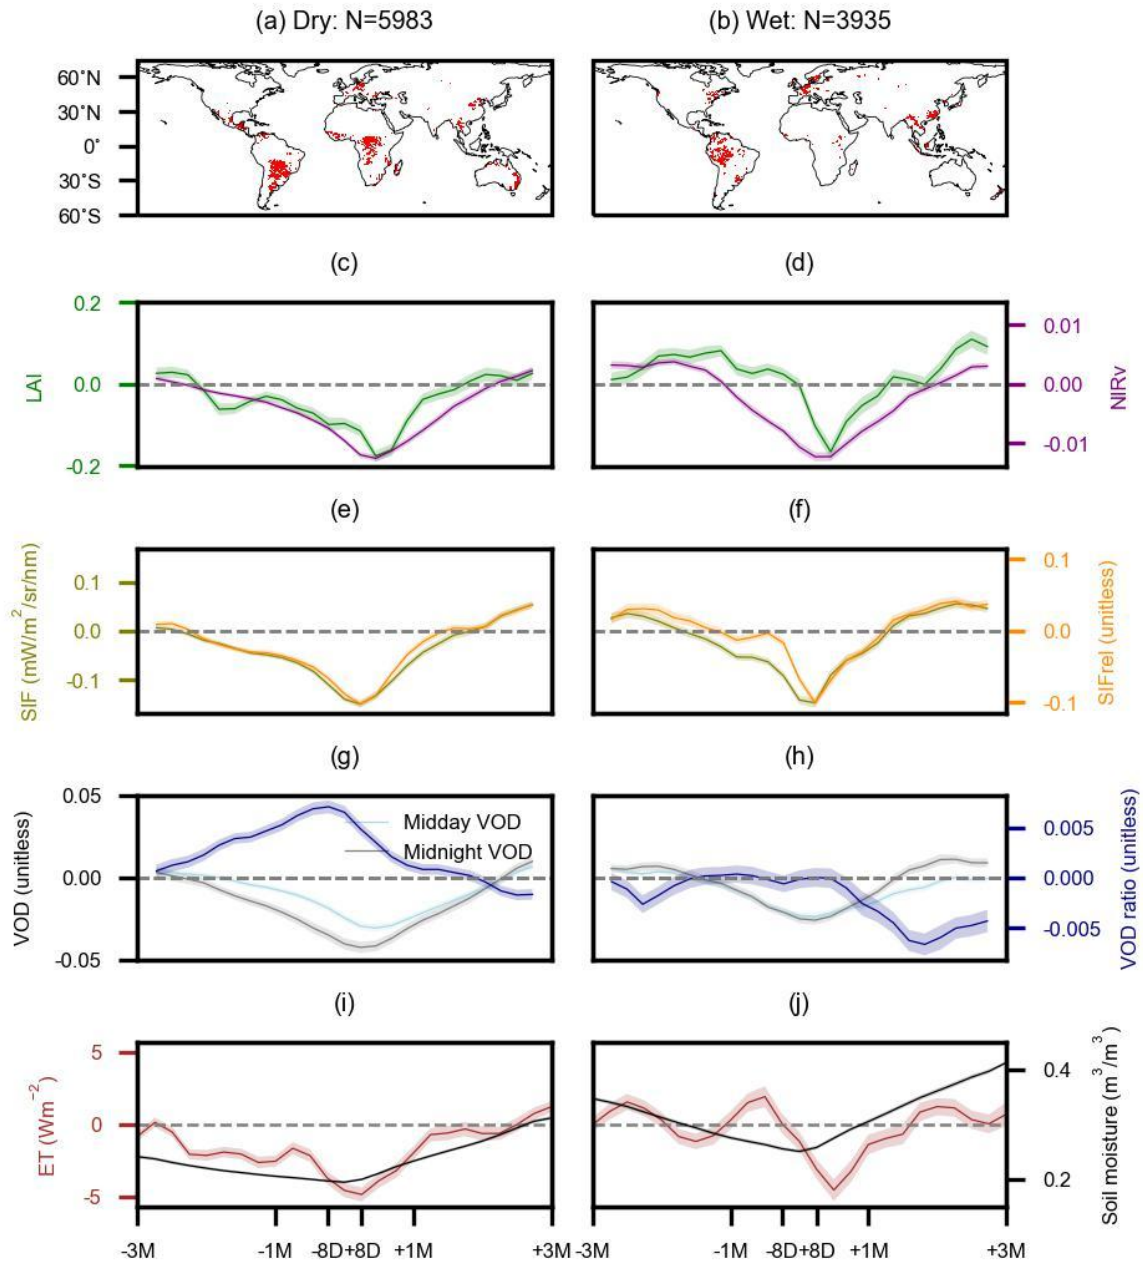 (a) Dry: N=5983
(b) Wet: N=3935
60°N
30°N
0°
30°S
60°S
(c)
(d)
0.2
0.0
-0.2
LAI
0.01
0.00
-0.01
NIRv
(e)
(f)
0.1
0.0
-0.1
SIF (mW/m²/sr/nm)
0.1
0.0
-0.1
SIFrel (unitless)
(g)
(h)
0.05
0.00
-0.05
VOD (unitless)
Midday VOD
Midnight VOD
0.005
0.000
-0.005
VOD ratio (unitless)
(i)
(j)
5
0
-5
ET (Wm⁻²)
0.4
0.2
Soil moisture (m³/m³)
-3M -1M -8D+8D +1M +3M
-3M -1M -8D+8D +1M +3M